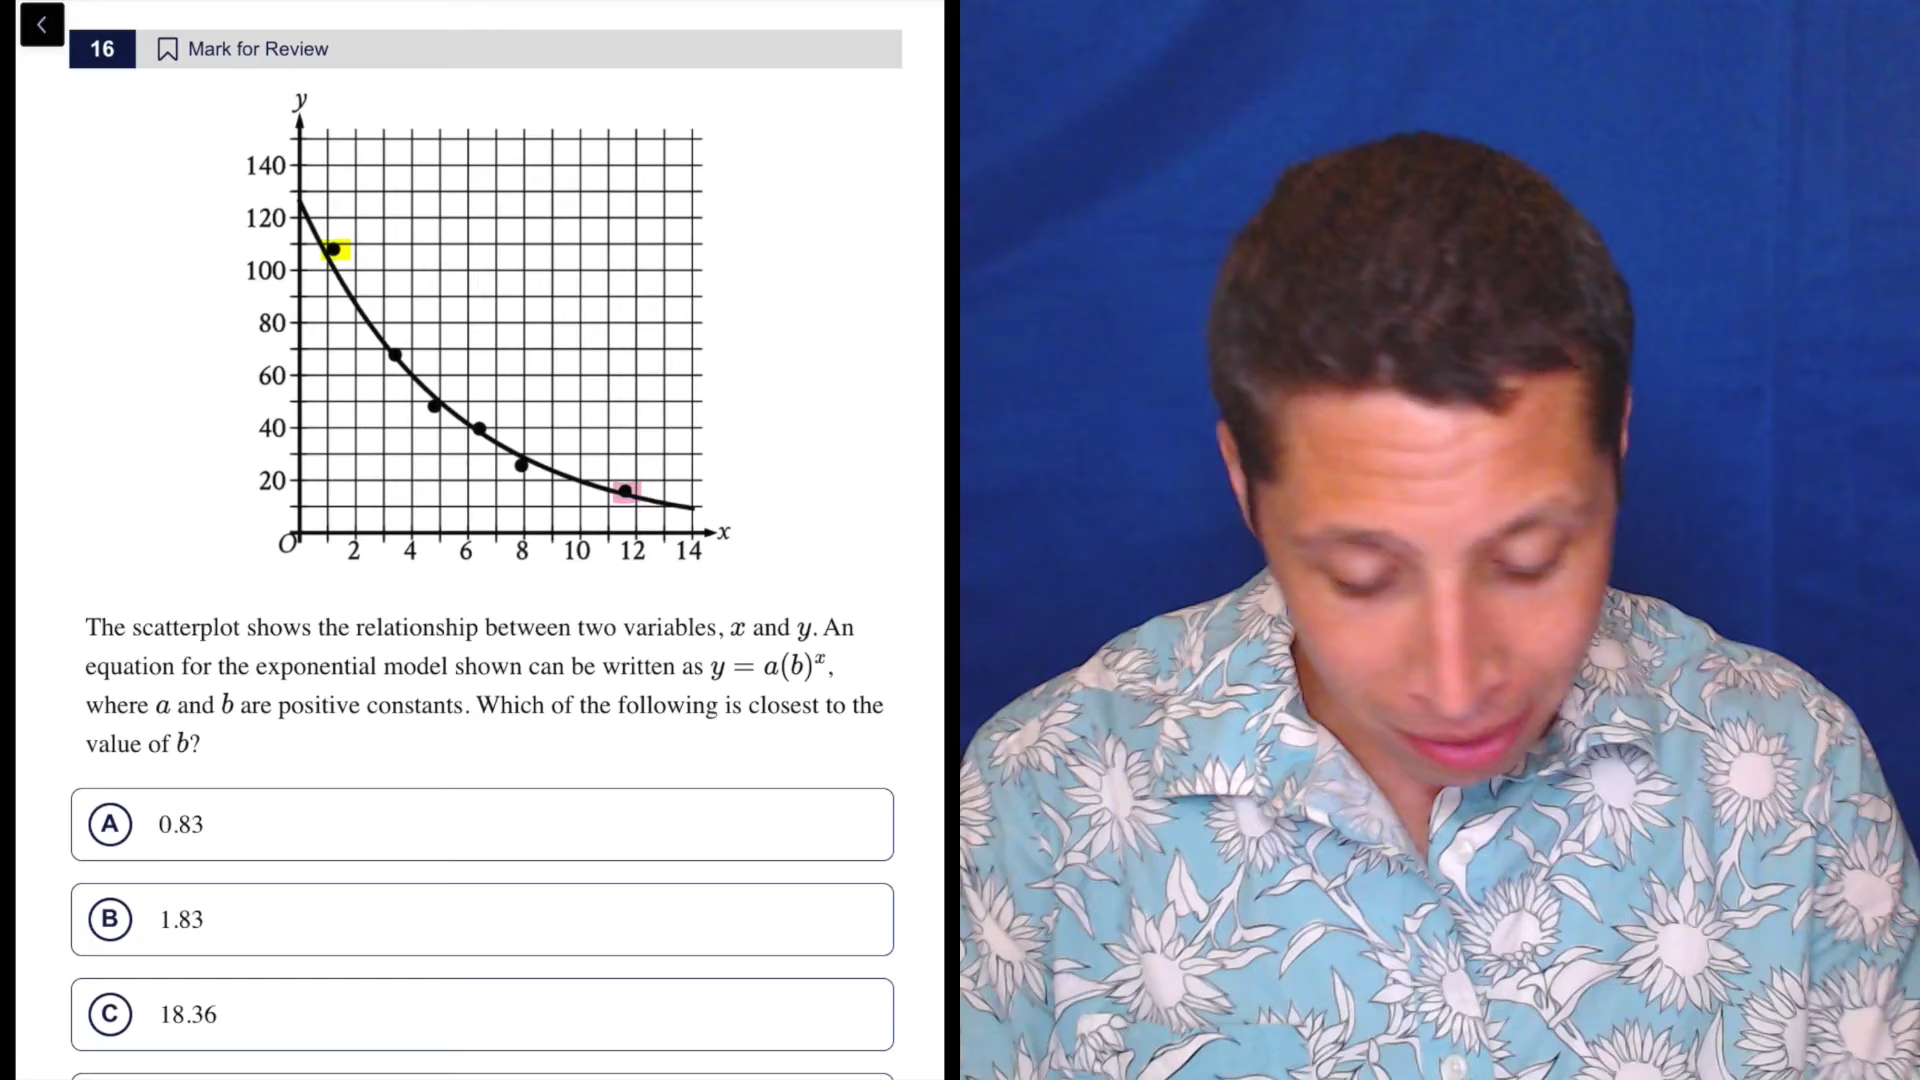 16 Mark for Review
y
140
120
100
80
60
40
20
O 2 4 6 8 10 12 14 x
The scatterplot shows the relationship between two variables, x and y. An
equation for the exponential model shown can be written as y = a(b)ˣ,
where a and b are positive constants. Which of the following is closest to the
value of b?
A 0.83
B 1.83
C 18.36